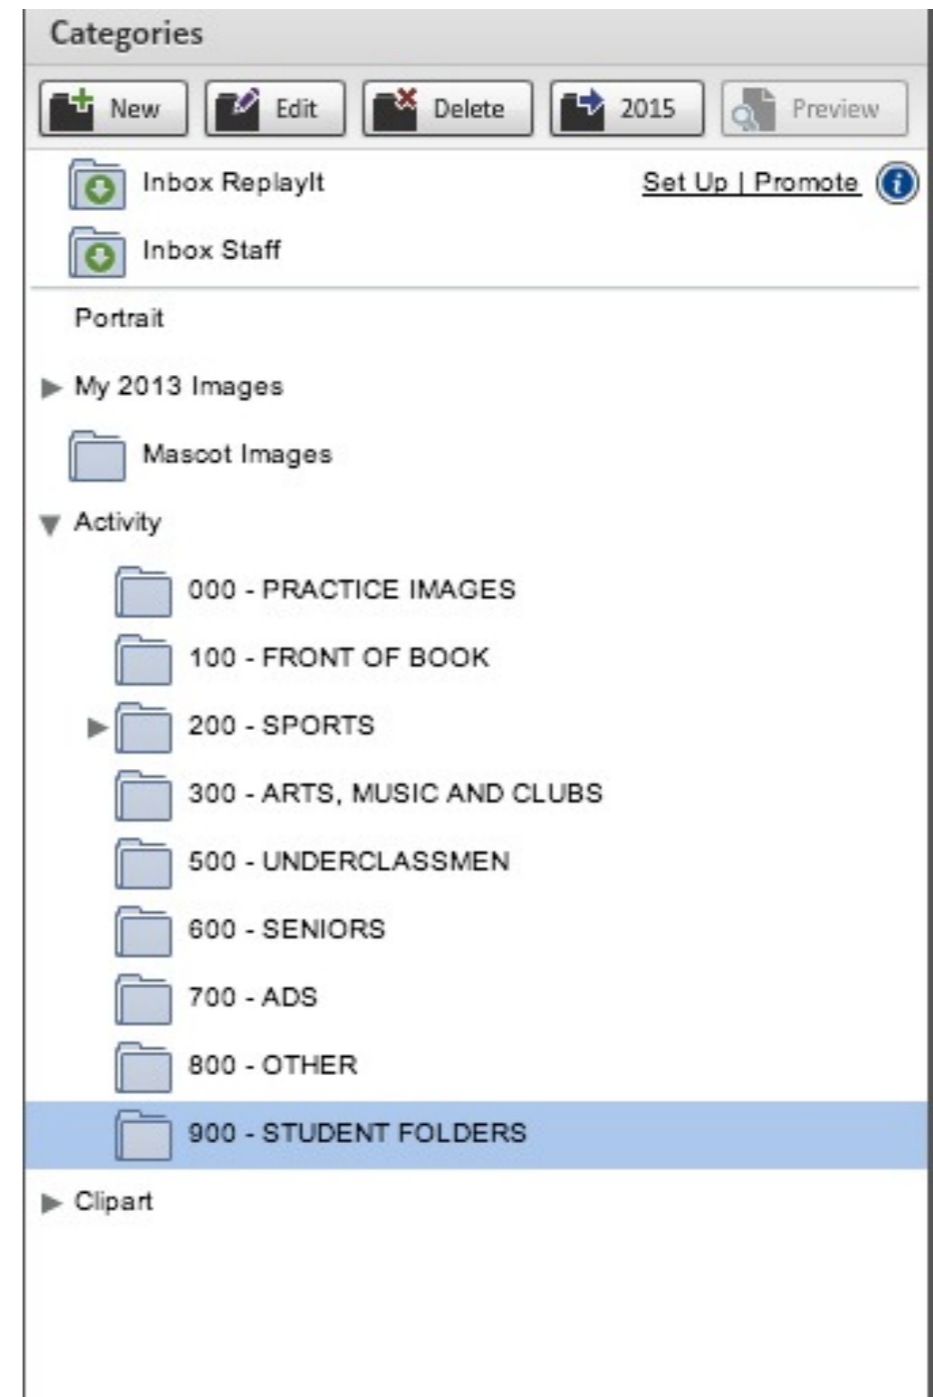 Categories
New Edit Delete 2015 Preview
Inbox ReplayIt Set Up | Promote i
Inbox Staff
Portrait
My 2013 Images
Mascot Images
Activity
000 - PRACTICE IMAGES
100 - FRONT OF BOOK
200 - SPORTS
300 - ARTS, MUSIC AND CLUBS
500 - UNDERCLASSMEN
600 - SENIORS
700 - ADS
800 - OTHER
900 - STUDENT FOLDERS
Clipart